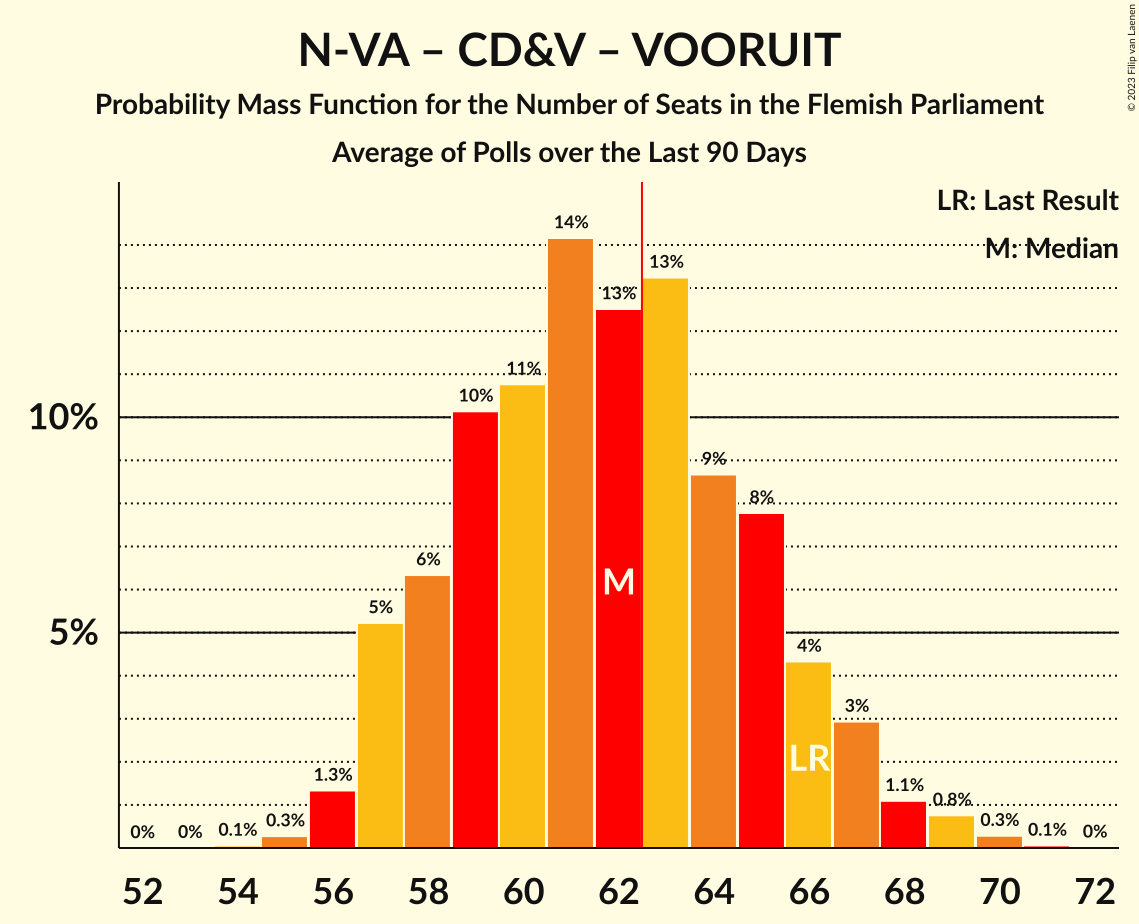 N-VA – CD&V – VOORUIT
Probability Mass Function for the Number of Seats in the Flemish Parliament
Average of Polls over the Last 90 Days
© 2023 Filip van Laenen
LR: Last Result
M: Median
14%
13%
13%
11%
10%
10%
9%
8%
6%
5%
M
5%
4%
3%
LR
1.3%
1.1%
0.8%
0%
0%
0.1%
0.3%
0.3%
0.1%
0%
52 54 56 58 60 62 64 66 68 70 72